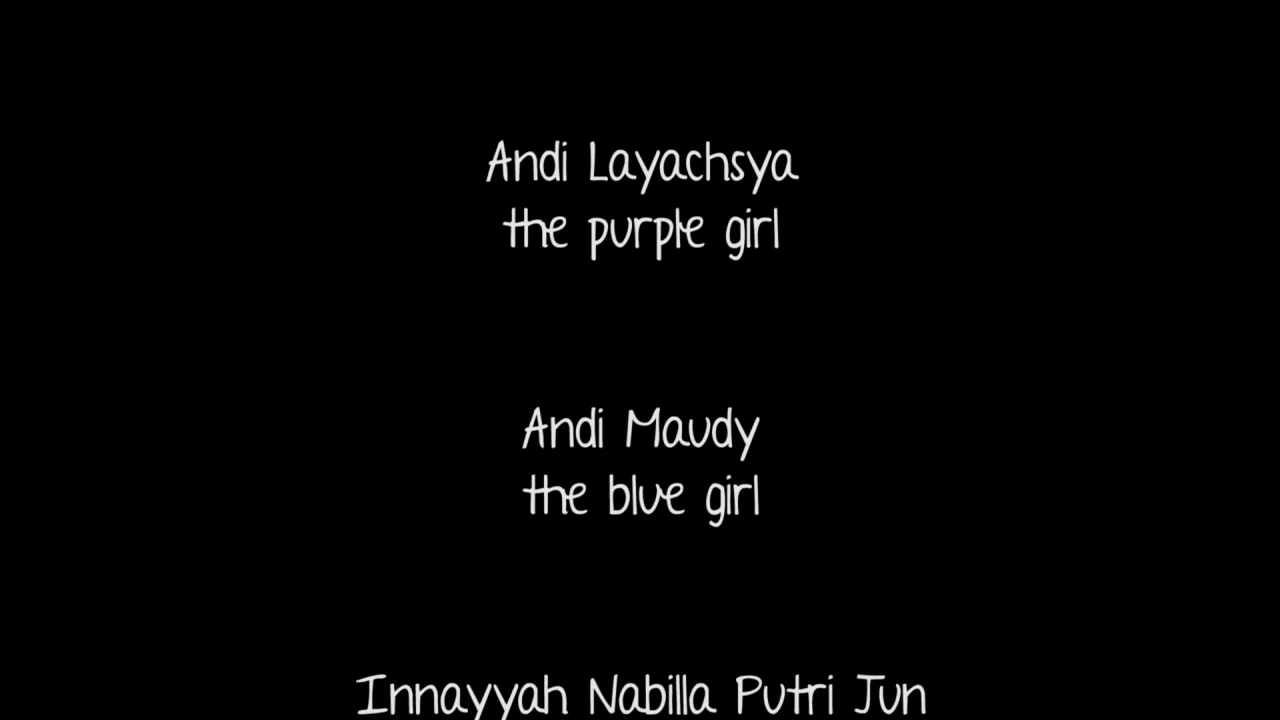 Andi Layachsya
the purple girl
Andi Maudy
the blue girl
Innayyah Nabilla Putri Jun